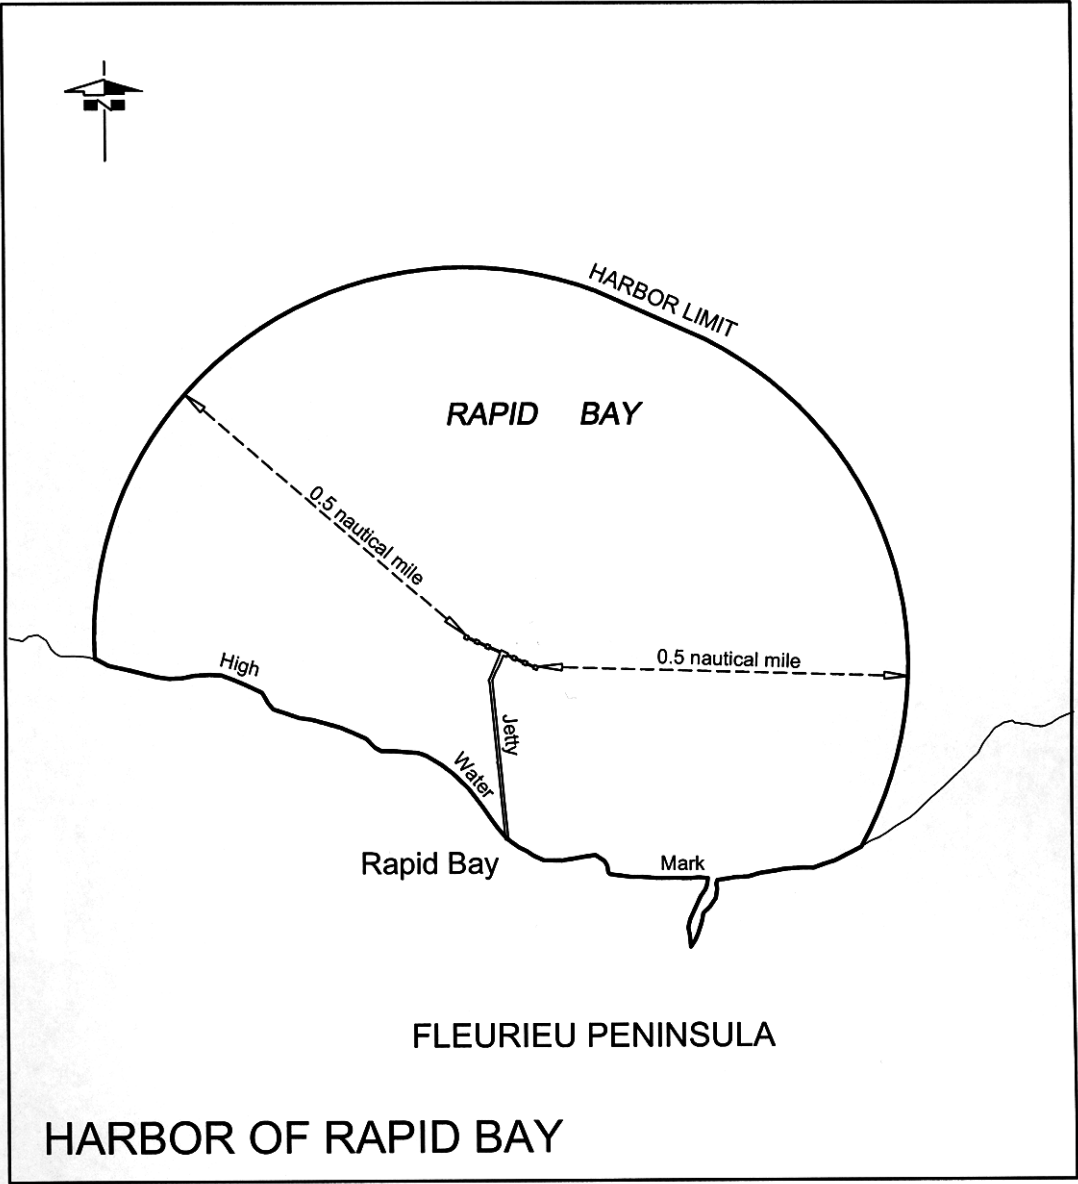 N
HARBOR LIMIT
RAPID BAY
0.5 nautical mile
0.5 nautical mile
High
Jetty
Water
Rapid Bay
Mark
FLEURIEU PENINSULA
HARBOR OF RAPID BAY